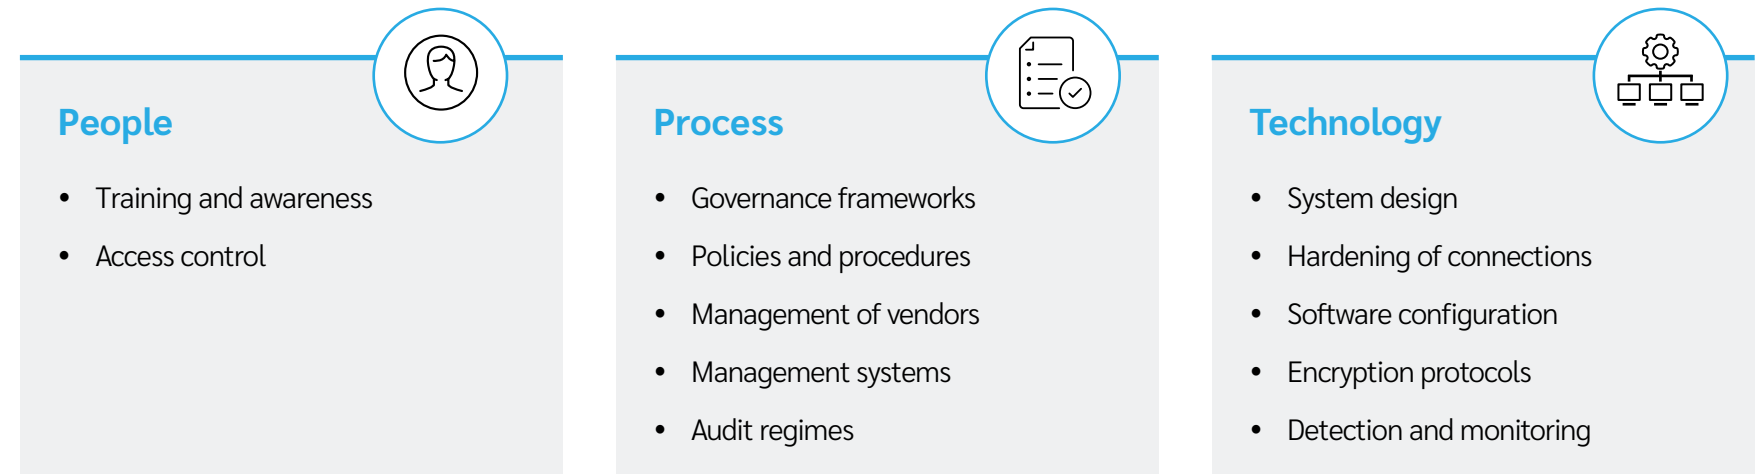 People
• Training and awareness
• Access control
Process
• Governance frameworks
• Policies and procedures
• Management of vendors
• Management systems
• Audit regimes
Technology
• System design
• Hardening of connections
• Software configuration
• Encryption protocols
• Detection and monitoring